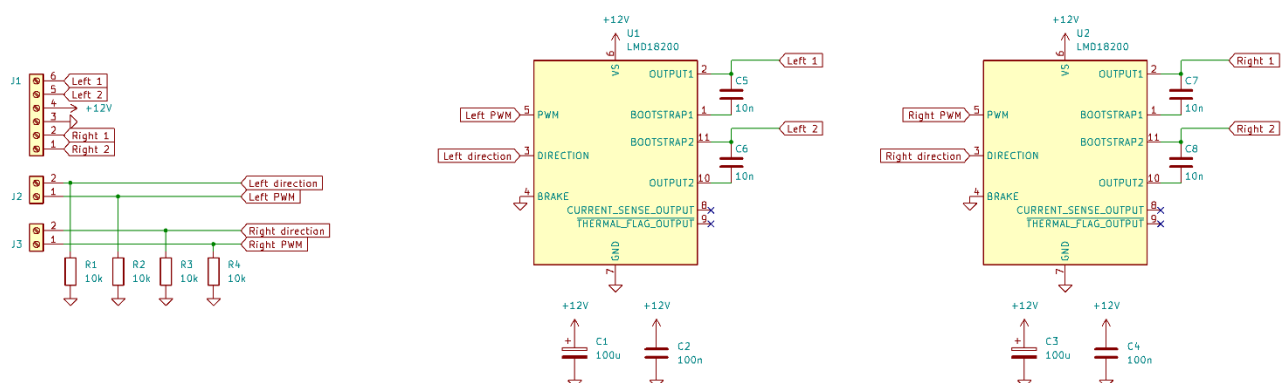 J1
6
Left 1
5
Left 2
4
+12V
3
2
Right 1
1
Right 2
2
Left direction
1
Left PWM
J2
2
Right direction
1
Right PWM
J3
R1
10k
R2
10k
R3
10k
R4
10k
+12V
U1
LMD18200
6
VS
OUTPUT1
2
Left 1
C5
10n
BOOTSTRAP1
1
Left PWM
5
PWM
BOOTSTRAP2
11
Left 2
C6
10n
Left direction
3
DIRECTION
OUTPUT2
10
4
BRAKE
CURRENT_SENSE_OUTPUT
8
THERMAL_FLAG_OUTPUT
9
GND
7
+12V
+
C1
100u
+12V
C2
100n
+12V
U2
LMD18200
6
VS
OUTPUT1
2
Right 1
C7
10n
BOOTSTRAP1
1
Right PWM
5
PWM
BOOTSTRAP2
11
Right 2
C8
10n
Right direction
3
DIRECTION
OUTPUT2
10
4
BRAKE
CURRENT_SENSE_OUTPUT
8
THERMAL_FLAG_OUTPUT
9
GND
7
+12V
+
C3
100u
+12V
C4
100n